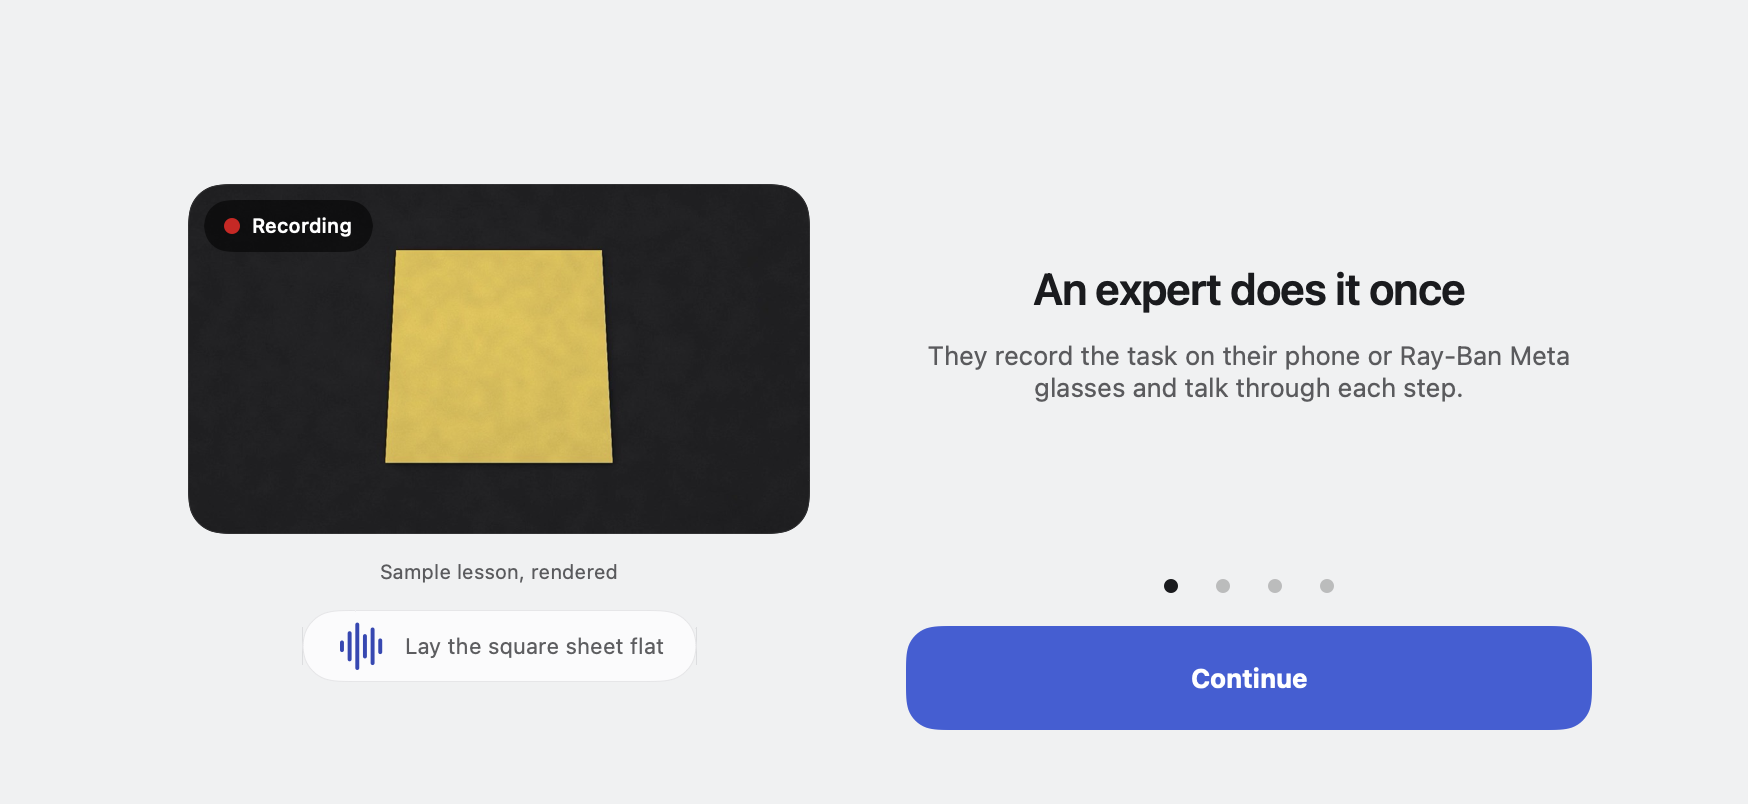 Recording
Sample lesson, rendered
Lay the square sheet flat
An expert does it once
They record the task on their phone or Ray-Ban Meta
glasses and talk through each step.
Continue